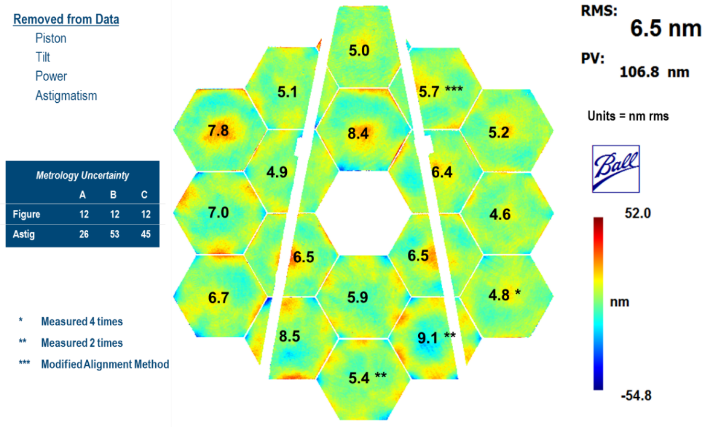 Removed from Data
Piston
Tilt
Power
Astigmatism
Metrology Uncertainty
A B C
Figure 12 12 12
Astig 26 53 45
* Measured 4 times
** Measured 2 times
*** Modified Alignment Method
5.0
5.1
5.7 ***
7.8
8.4
5.2
4.9
6.4
7.0
4.6
6.5
6.5
6.7
5.9
4.8 *
8.5
9.1 **
5.4 **
RMS: 6.5 nm
PV: 106.8 nm
Units = nm rms
Ball
52.0
nm
-54.8